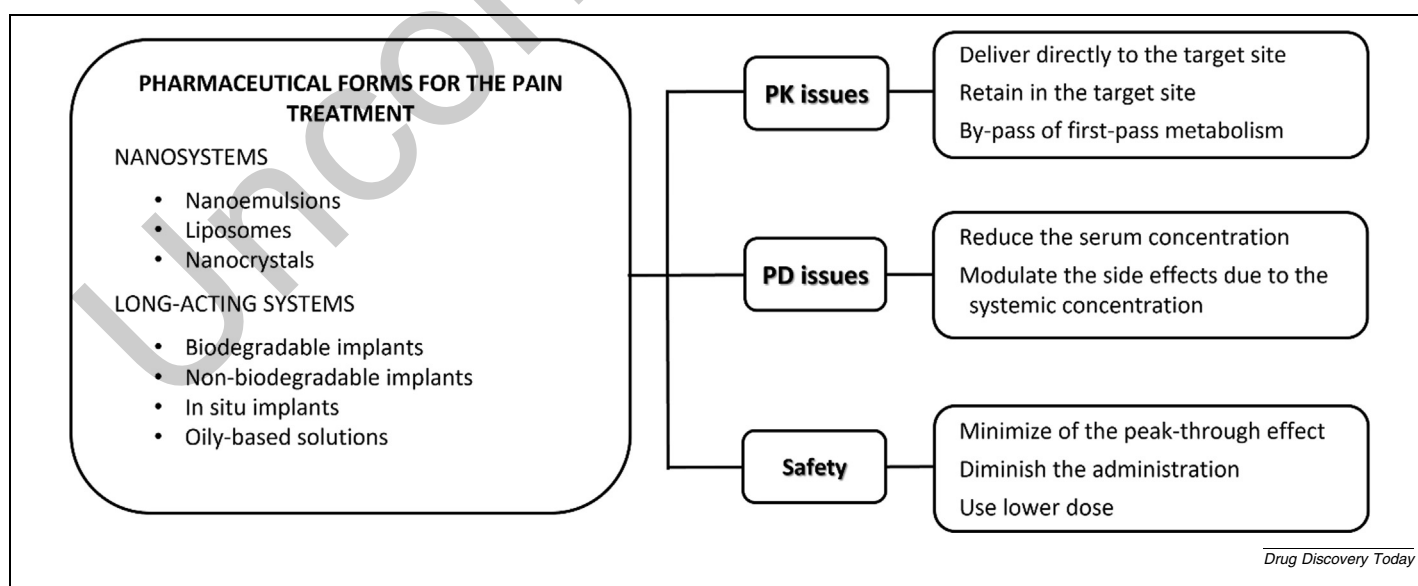 PHARMACEUTICAL FORMS FOR THE PAIN
TREATMENT
NANOSYSTEMS
• Nanoemulsions
• Liposomes
• Nanocrystals
LONG-ACTING SYSTEMS
• Biodegradable implants
• Non-biodegradable implants
• In situ implants
• Oily-based solutions
PK issues
Deliver directly to the target site
Retain in the target site
By-pass of first-pass metabolism
PD issues
Reduce the serum concentration
Modulate the side effects due to the
systemic concentration
Safety
Minimize of the peak-through effect
Diminish the administration
Use lower dose
Drug Discovery Today
Uncor